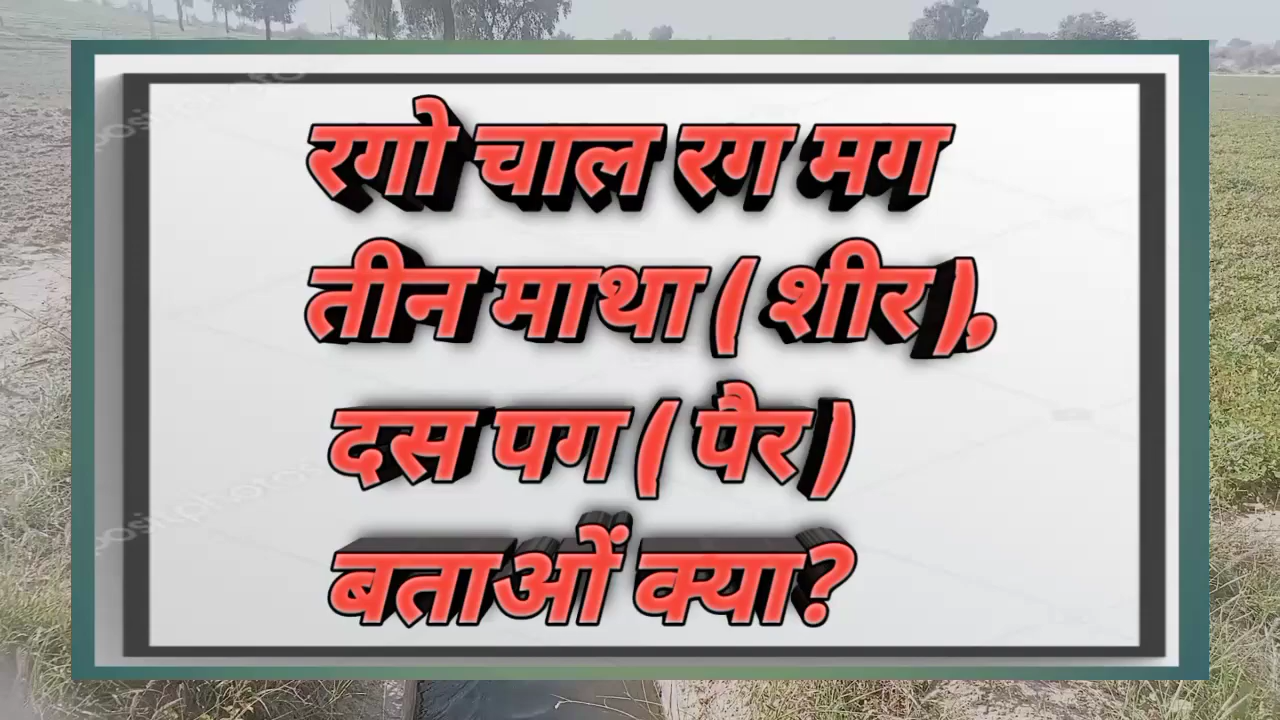 रगो चाल रग मग
तीन माथा ( शीर ),
दस पग ( पैर )
बताओं क्या?